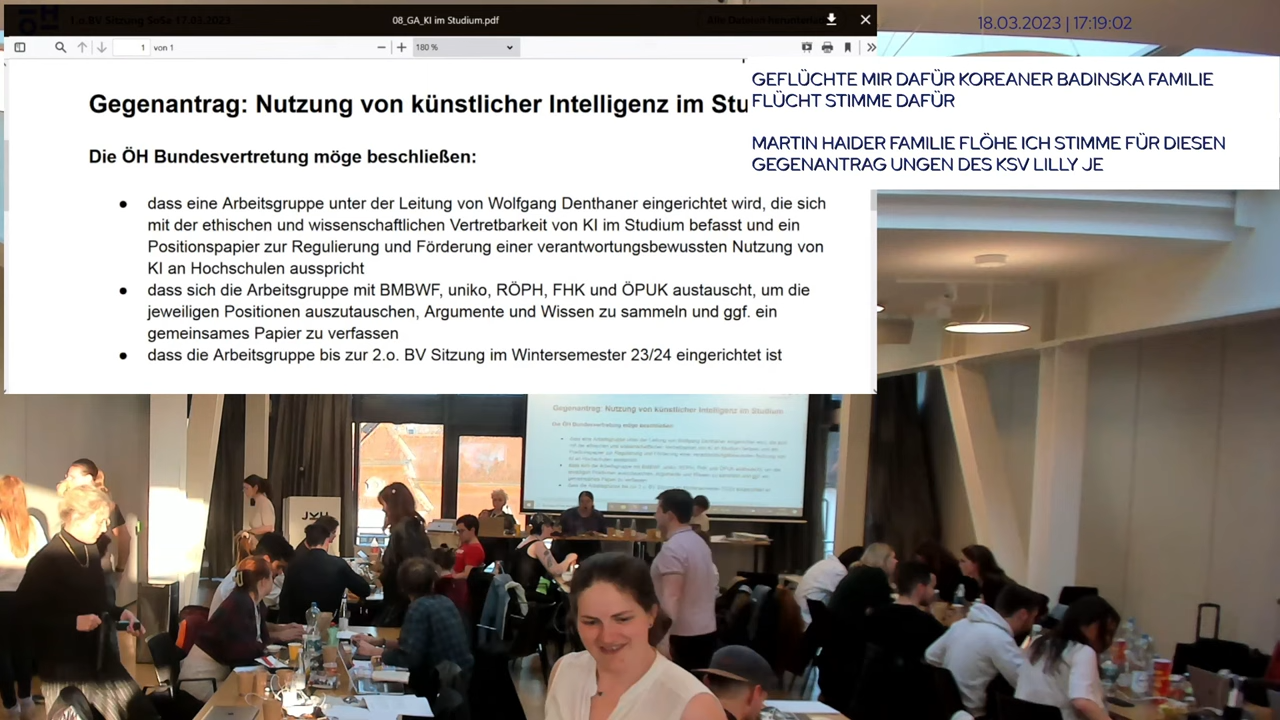 1.o.BV Sitzung SoSe 17.03.2023
08_GA_KI im Studium.pdf
18.03.2023 | 17:19:02
1 von 1
180 %
Gegenantrag: Nutzung von künstlicher Intelligenz im Stu
Die ÖH Bundesvertretung möge beschließen:
● dass eine Arbeitsgruppe unter der Leitung von Wolfgang Denthaner eingerichtet wird, die sich
mit der ethischen und wissenschaftlichen Vertretbarkeit von KI im Studium befasst und ein
Positionspapier zur Regulierung und Förderung einer verantwortungsbewussten Nutzung von
KI an Hochschulen ausspricht
● dass sich die Arbeitsgruppe mit BMBWF, uniko, RÖPH, FHK und ÖPUK austauscht, um die
jeweiligen Positionen auszutauschen, Argumente und Wissen zu sammeln und ggf. ein
gemeinsames Papier zu verfassen
● dass die Arbeitsgruppe bis zur 2.o. BV Sitzung im Wintersemester 23/24 eingerichtet ist
GEFLÜCHTE MIR DAFÜR KOREANER BADINSKA FAMILIE
FLÜCHT STIMME DAFÜR
MARTIN HAIDER FAMILIE FLÖHE ICH STIMME FÜR DIESEN
GEGENANTRAG UNGEN DES KSV LILLY JE
Gegenantrag: Nutzung von künstlicher Intelligenz im Studium
Die ÖH Bundesvertretung möge beschließen:
JYU